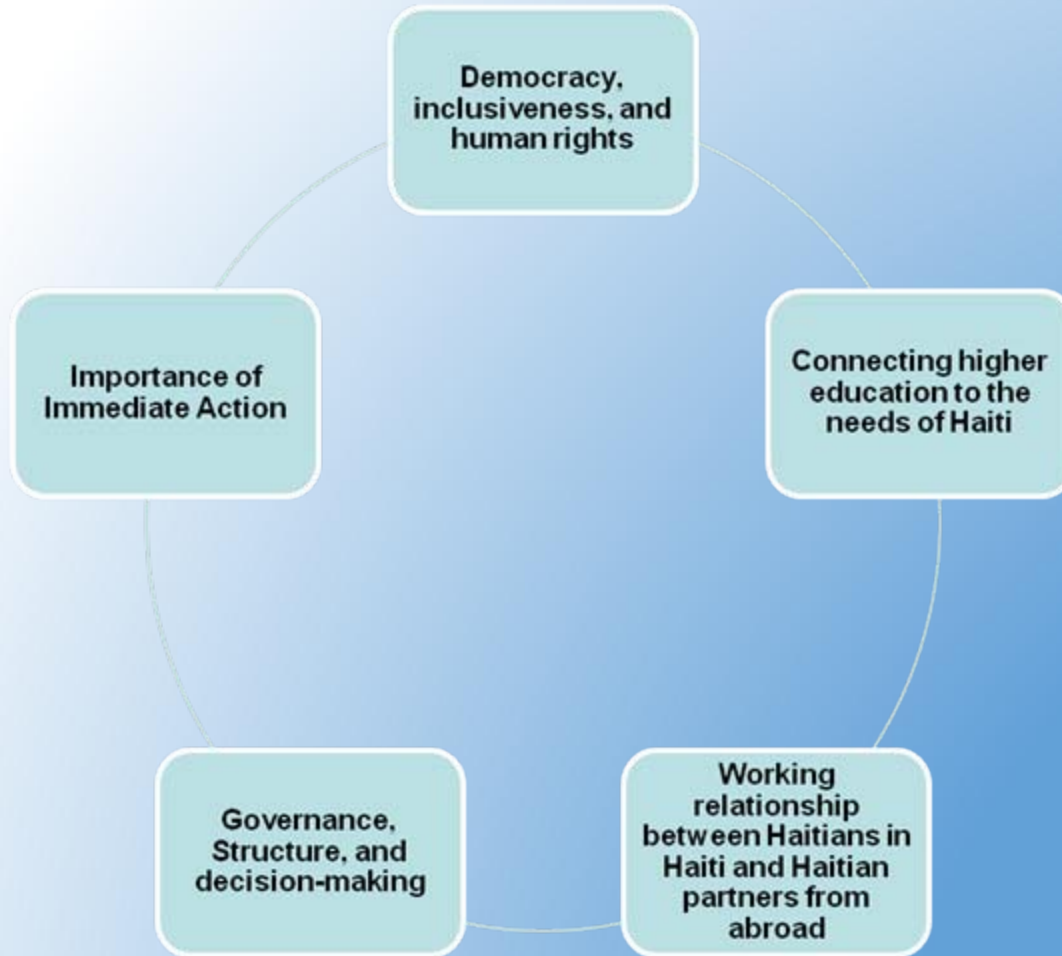 Democracy,
inclusiveness, and
human rights
Connecting higher
education to the
needs of Haiti
Working
relationship
between Haitians in
Haiti and Haitian
partners from
abroad
Governance,
Structure, and
decision-making
Importance of
Immediate Action